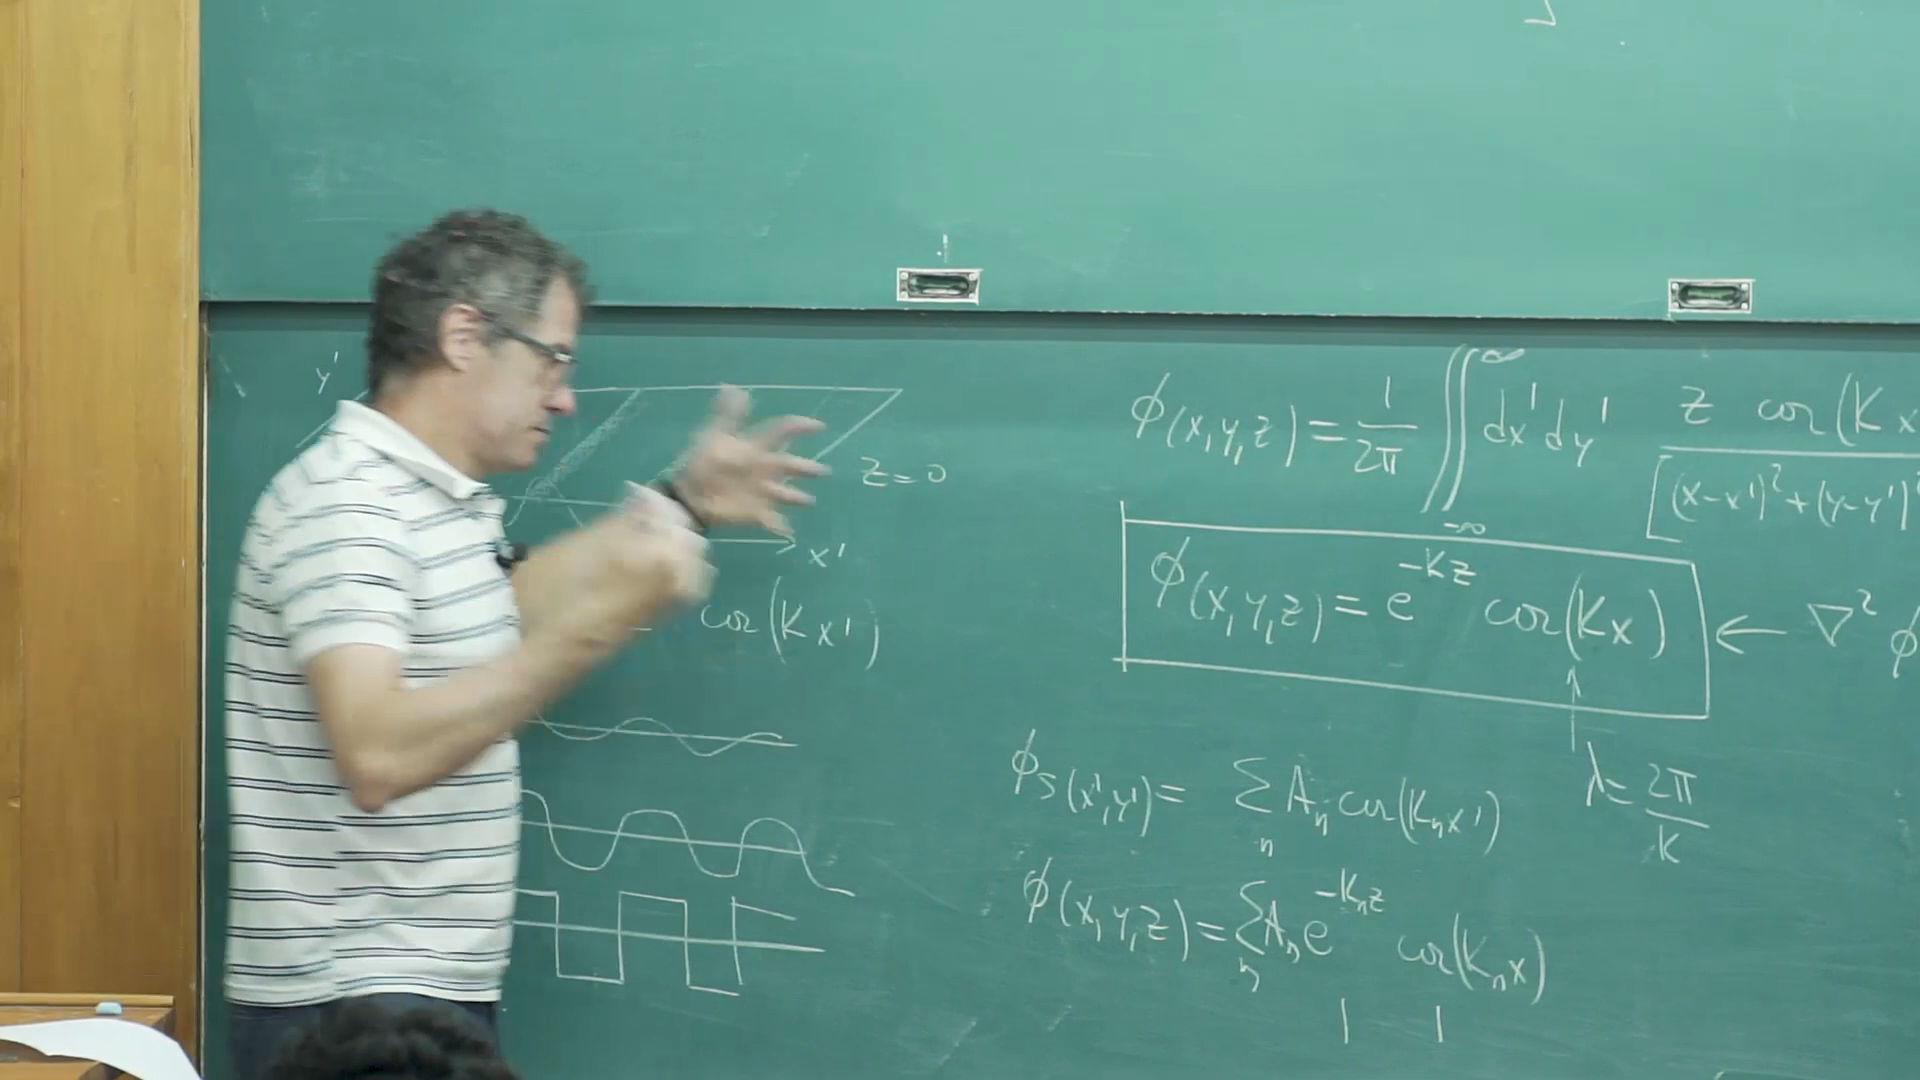 y'
z=0
x'
cos(Kx')
ϕ(x,y,z) = 1/2π ∫∫_{-∞}^{∞} dx'dy' z cos(Kx / [(x-x')²+(y-y')²
ϕ(x,y,z) = e^{-Kz} cos(Kx) ← ∇²ϕ
ϕ_S(x',y') = Σ_n A_n cos(K_n x')
λ = 2π/K
ϕ(x,y,z) = Σ_n A_n e^{-K_n z} cos(K_n x)